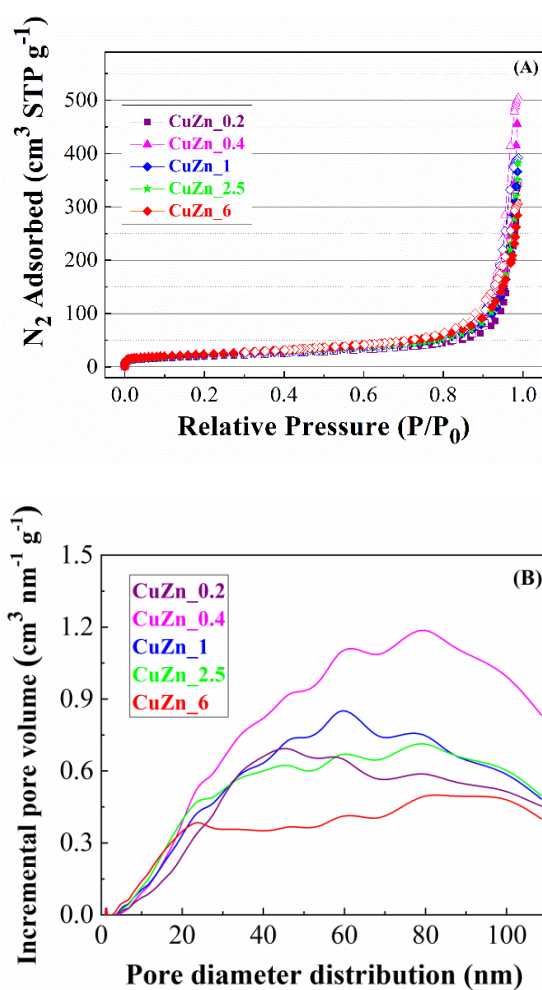 (A)
N2 Adsorbed (cm3 STP g-1)
500
400
300
200
100
0
CuZn_0.2
CuZn_0.4
CuZn_1
CuZn_2.5
CuZn_6
0.0 0.2 0.4 0.6 0.8 1.0
Relative Pressure (P/P0)
(B)
Incremental pore volume (cm3 nm-1 g-1)
1.5
1.2
0.9
0.6
0.3
0.0
CuZn_0.2
CuZn_0.4
CuZn_1
CuZn_2.5
CuZn_6
0 20 40 60 80 100
Pore diameter distribution (nm)